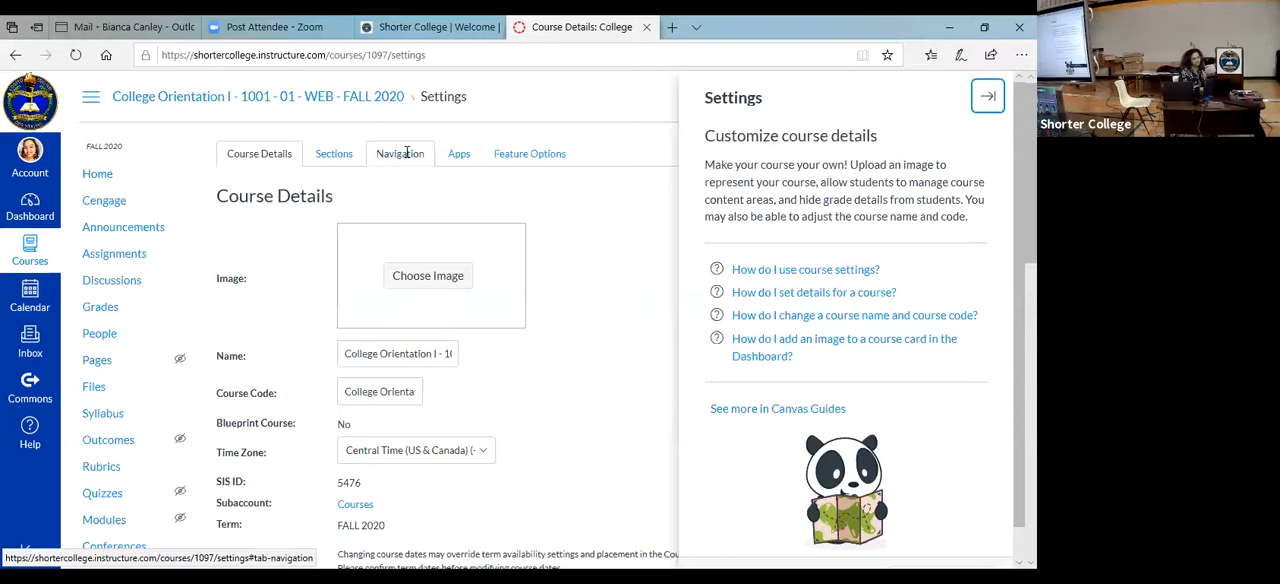 Mail - Bianca Canley - Outlo
Post Attendee - Zoom
Shorter College | Welcome |
Course Details: College
https://shortercollege.instructure.com/courses/1097/settings
College Orientation I - 1001 - 01 - WEB - FALL 2020 › Settings
FALL 2020
Account
Dashboard
Courses
Calendar
Inbox
Commons
Help
Home
Cengage
Announcements
Assignments
Discussions
Grades
People
Pages
Files
Syllabus
Outcomes
Rubrics
Quizzes
Modules
Conferences
Course Details
Sections
Navigation
Apps
Feature Options
Course Details
Image:
Choose Image
Name:
College Orientation I - 10
Course Code:
College Orienta
Blueprint Course:
No
Time Zone:
Central Time (US & Canada) (-
SIS ID:
5476
Subaccount:
Courses
Term:
FALL 2020
Changing course dates may override term availability settings and placement in the Cou
Please confirm term dates before modifying course dates.
https://shortercollege.instructure.com/courses/1097/settings#tab-navigation
Settings
Customize course details
Make your course your own! Upload an image to
represent your course, allow students to manage course
content areas, and hide grade details from students. You
may also be able to adjust the course name and code.
How do I use course settings?
How do I set details for a course?
How do I change a course name and course code?
How do I add an image to a course card in the
Dashboard?
See more in Canvas Guides
Shorter College